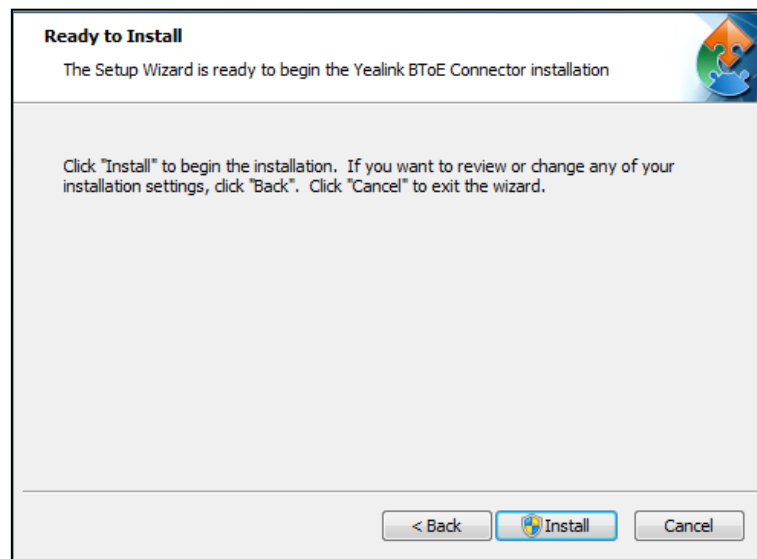 Ready to Install
The Setup Wizard is ready to begin the Yealink BToE Connector installation
Click "Install" to begin the installation. If you want to review or change any of your
installation settings, click "Back". Click "Cancel" to exit the wizard.
< Back
Install
Cancel